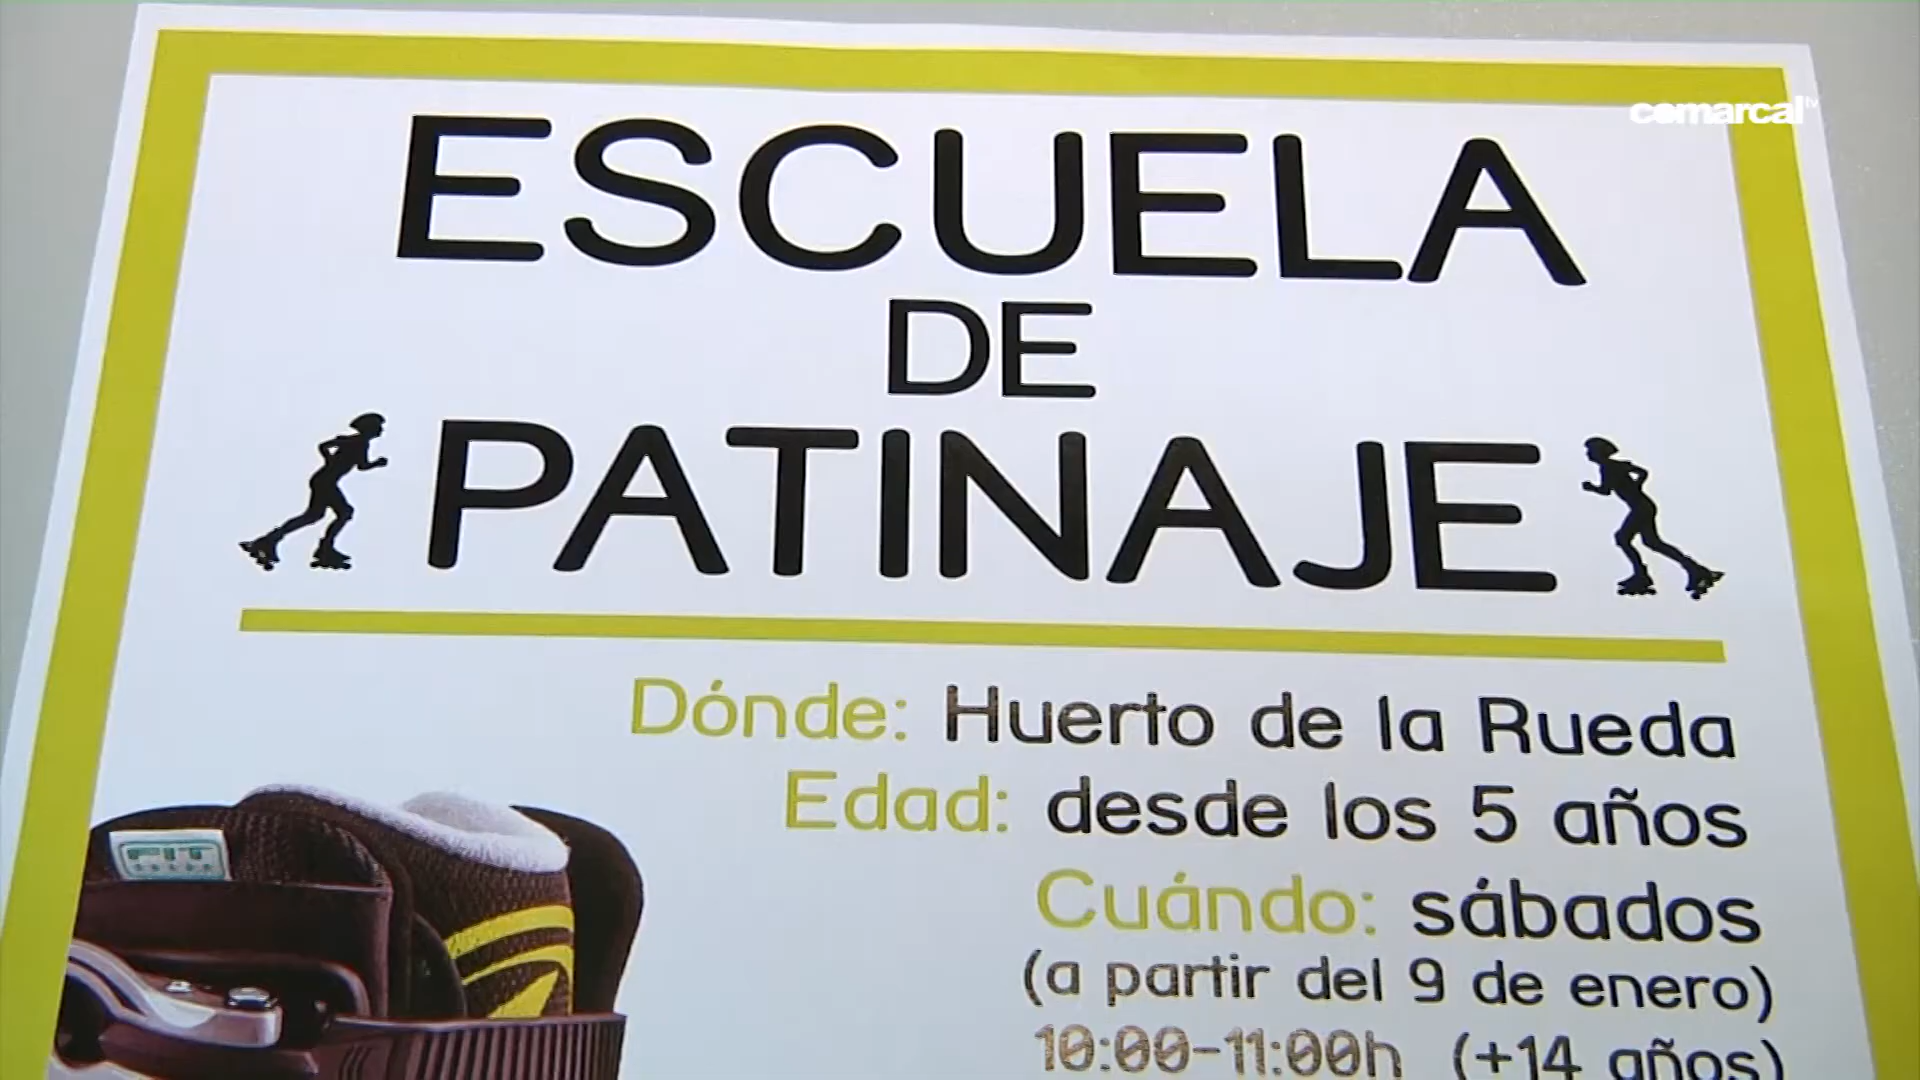 comarcal tv
ESCUELA
DE
PATINAJE
Dónde: Huerto de la Rueda
Edad: desde los 5 años
Cuándo: sábados
(a partir del 9 de enero)
10:00-11:00h (+14 años)